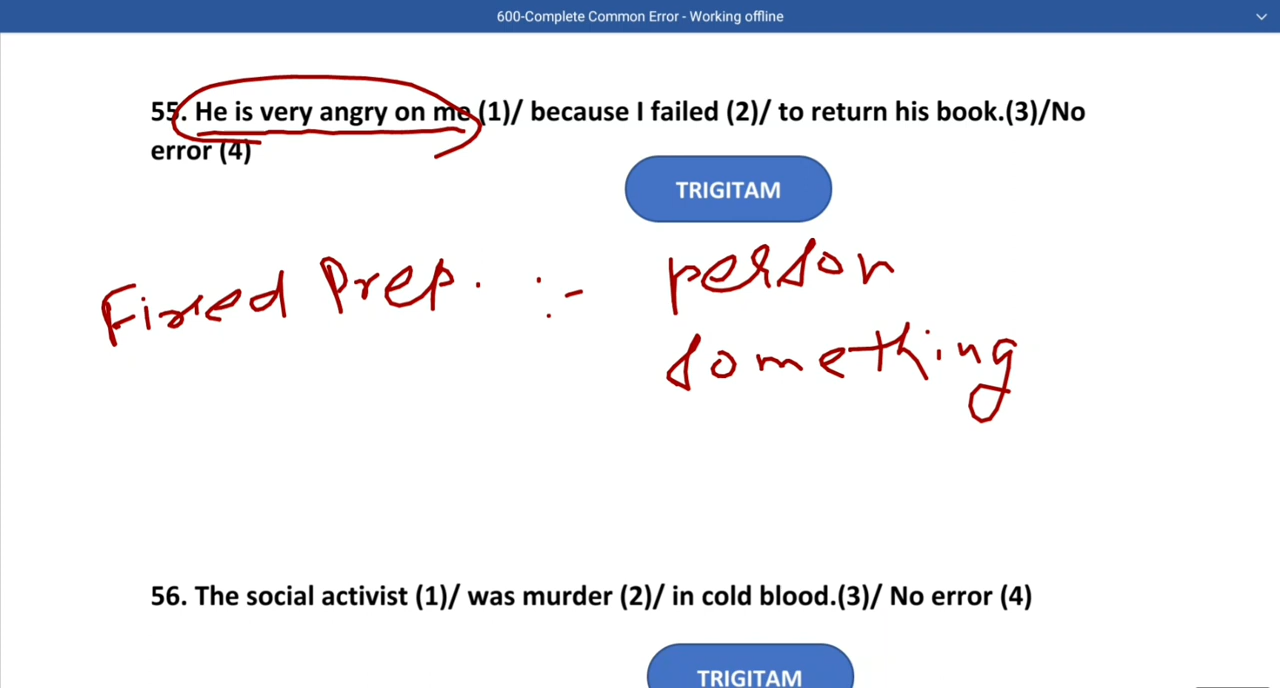 600-Complete Common Error - Working offline
55. He is very angry on me (1)/ because I failed (2)/ to return his book.(3)/No
error (4)
TRIGITAM
Fixed Prep. :- person
something
56. The social activist (1)/ was murder (2)/ in cold blood.(3)/ No error (4)
TRIGITAM